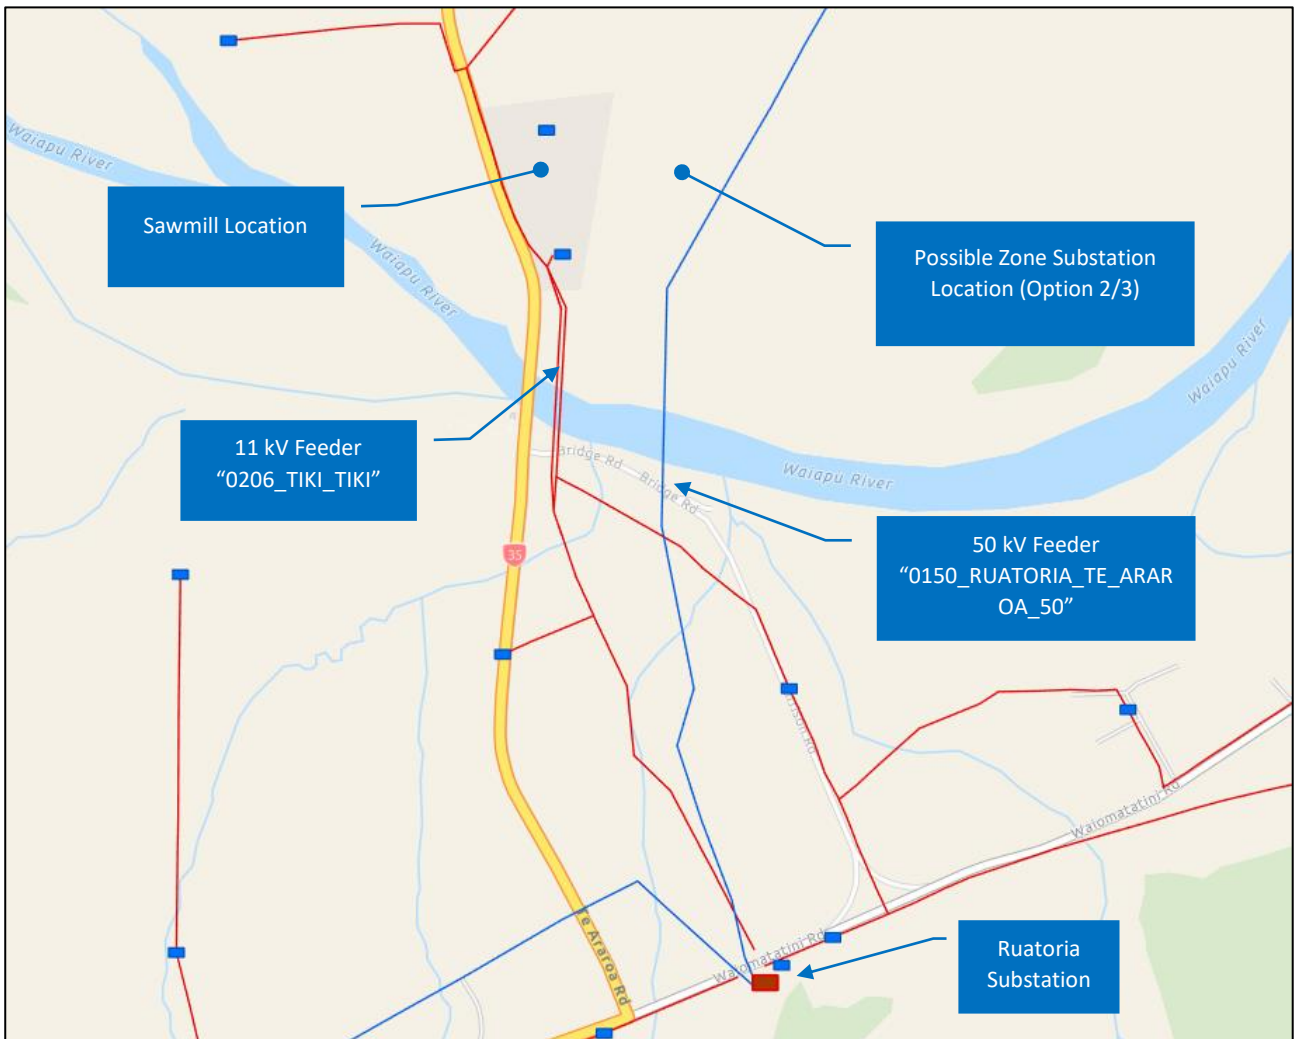 Waiapu River
Sawmill Location
Waiapu River
Possible Zone Substation
Location (Option 2/3)
Waiapu River
11 kV Feeder
“0206_TIKI_TIKI”
Bridge Rd
Bridge Rd
Waiapu River
50 kV Feeder
“0150_RUATORIA_TE_ARAR
OA_50”
35
Waiomatatini Rd
Te Araroa Rd
Waiomatatini Rd
Ruatoria
Substation